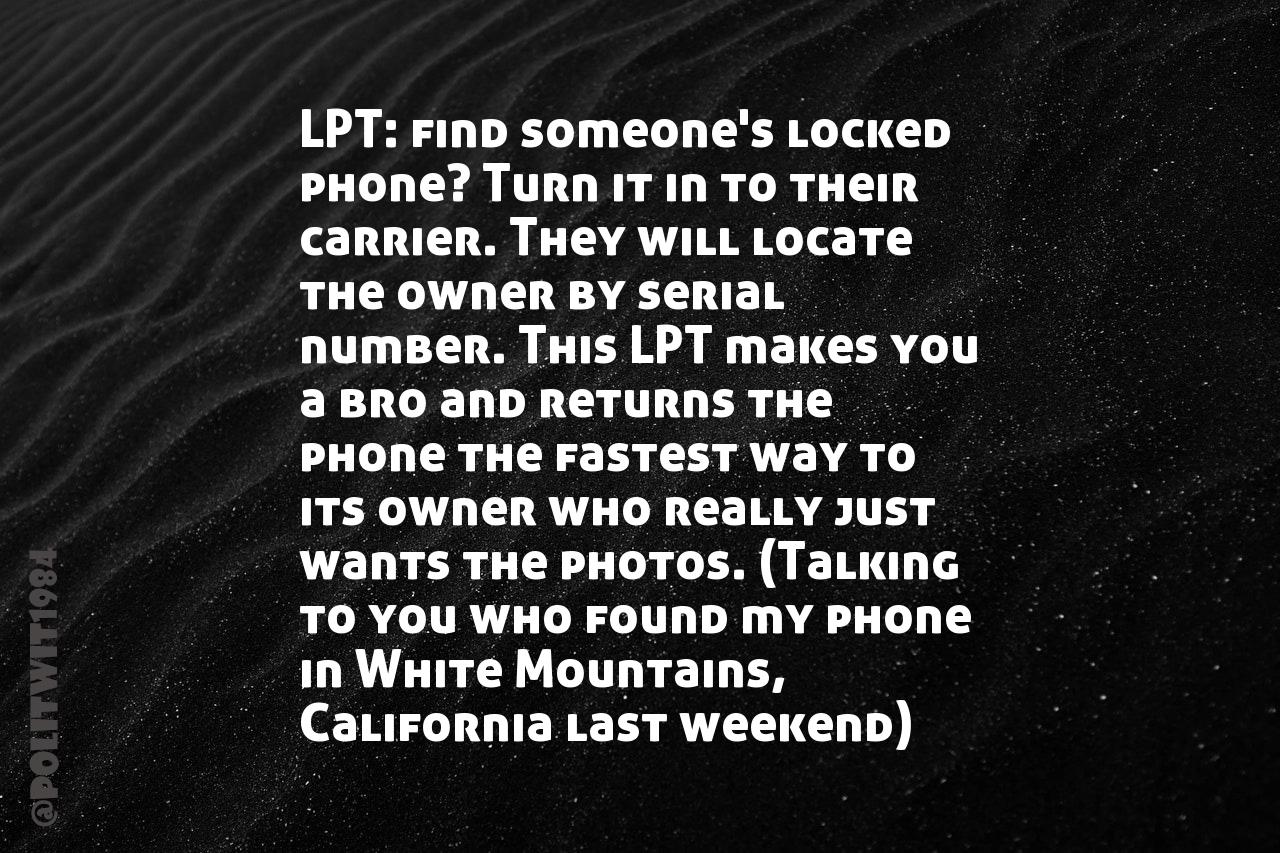 LPT: find someone's locked
phone? Turn it in to their
carrier. They will locate
the owner by serial
number. This LPT makes you
a bro and returns the
phone the fastest way to
its owner who really just
wants the photos. (Talking
to you who found my phone
in White Mountains,
California last weekend)
@POLITWIT1984